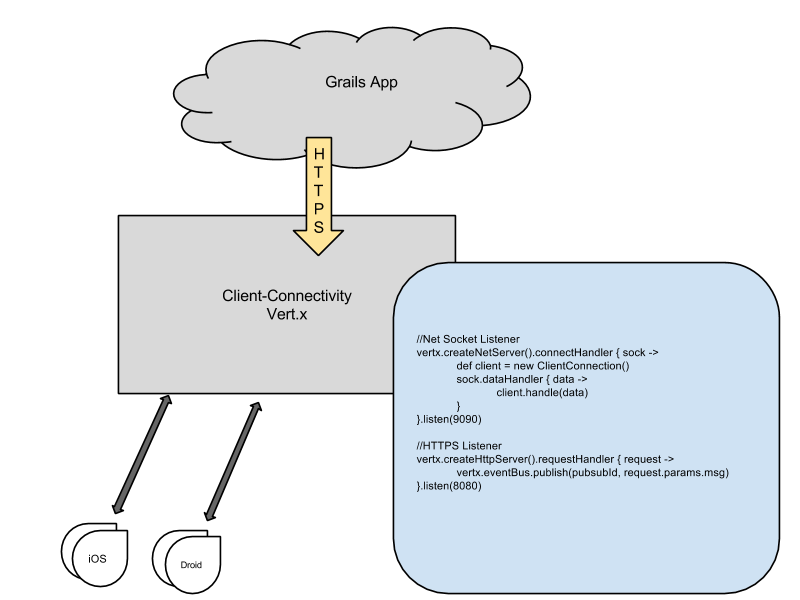 Grails App
H
T
T
P
S
Client-Connectivity
Vert.x
//Net Socket Listener
vertx.createNetServer().connectHandler { sock ->
def client = new ClientConnection()
sock.dataHandler { data ->
client.handle(data)
}
}.listen(9090)
//HTTPS Listener
vertx.createHttpServer().requestHandler { request ->
vertx.eventBus.publish(pubsubId, request.params.msg)
}.listen(8080)
iOS
Droid